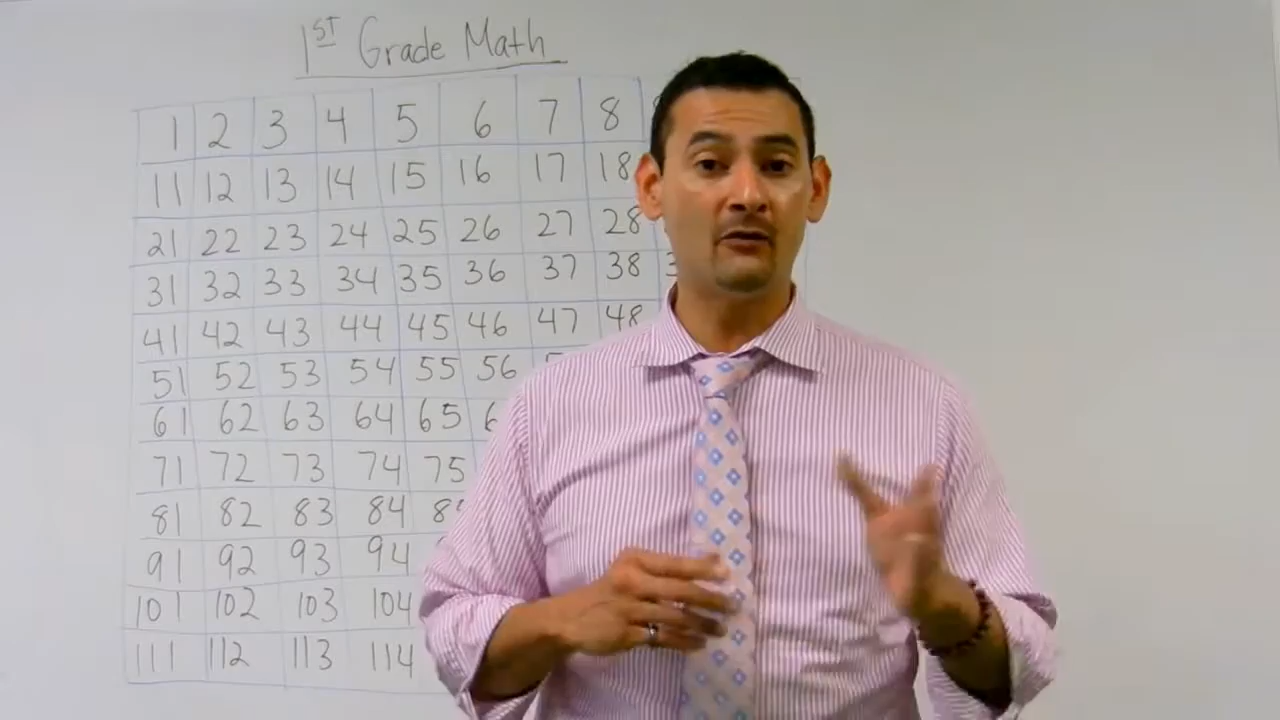 1ST Grade Math
1 2 3 4 5 6 7 8
11 12 13 14 15 16 17 18
21 22 23 24 25 26 27 28
31 32 33 34 35 36 37 38 3
41 42 43 44 45 46 47 48
51 52 53 54 55 56
61 62 63 64 65 6
71 72 73 74 75
81 82 83 84 8
91 92 93 94
101 102 103 104
111 112 113 114